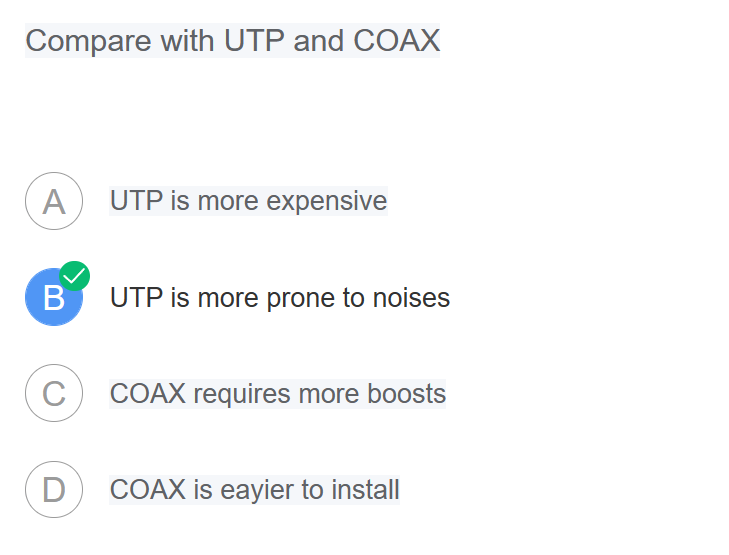 Compare with UTP and COAX
A UTP is more expensive
B UTP is more prone to noises
C COAX requires more boosts
D COAX is eayier to install